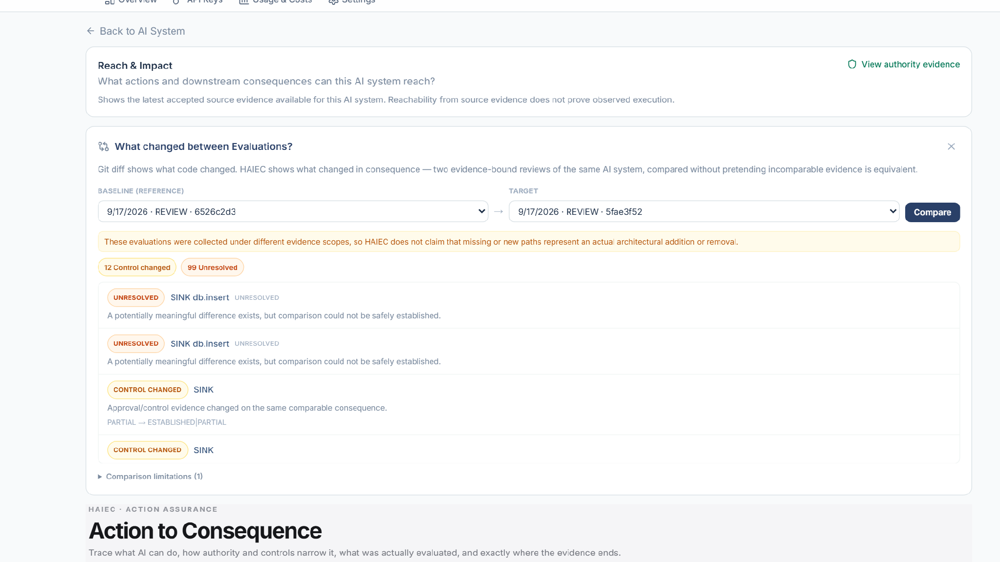 Overview API Keys Usage & Costs Settings
← Back to AI System
Reach & Impact
View authority evidence
What actions and downstream consequences can this AI system reach?
Shows the latest accepted source evidence available for this AI system. Reachability from source evidence does not prove observed execution.
What changed between Evaluations?
Git diff shows what code changed. HAIEC shows what changed in consequence — two evidence-bound reviews of the same AI system, compared without pretending incomparable evidence is equivalent.
BASELINE (REFERENCE)
TARGET
9/17/2026 · REVIEW · 6526c2d3
→
9/17/2026 · REVIEW · 5fae3f52
Compare
These evaluations were collected under different evidence scopes, so HAIEC does not claim that missing or new paths represent an actual architectural addition or removal.
12 Control changed
99 Unresolved
UNRESOLVED SINK db.insert UNRESOLVED
A potentially meaningful difference exists, but comparison could not be safely established.
UNRESOLVED SINK db.insert UNRESOLVED
A potentially meaningful difference exists, but comparison could not be safely established.
CONTROL CHANGED SINK
Approval/control evidence changed on the same comparable consequence.
PARTIAL → ESTABLISHED|PARTIAL
CONTROL CHANGED SINK
▶ Comparison limitations (1)
HAIEC · ACTION ASSURANCE
Action to Consequence
Trace what AI can do, how authority and controls narrow it, what was actually evaluated, and exactly where the evidence ends.